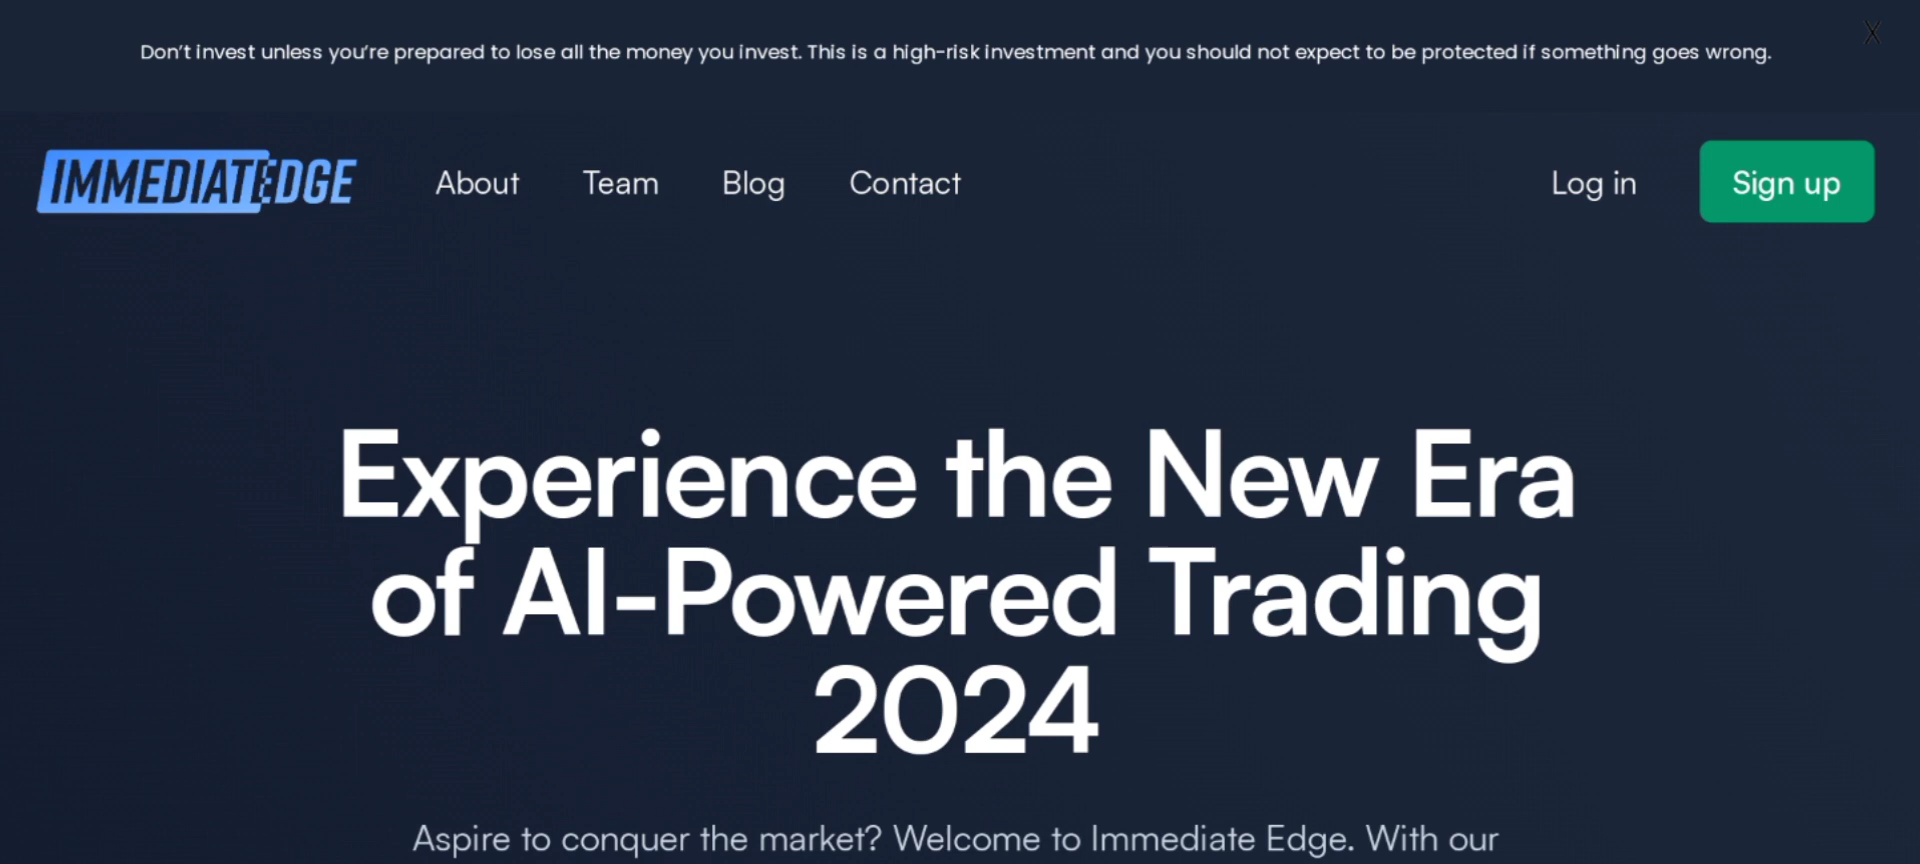 Don't invest unless you're prepared to lose all the money you invest. This is a high-risk investment and you should not expect to be protected if something goes wrong.
X
IMMEDIATEDGE
About Team Blog Contact Log in Sign up
Experience the New Era
of AI-Powered Trading
2024
Aspire to conquer the market? Welcome to Immediate Edge. With our